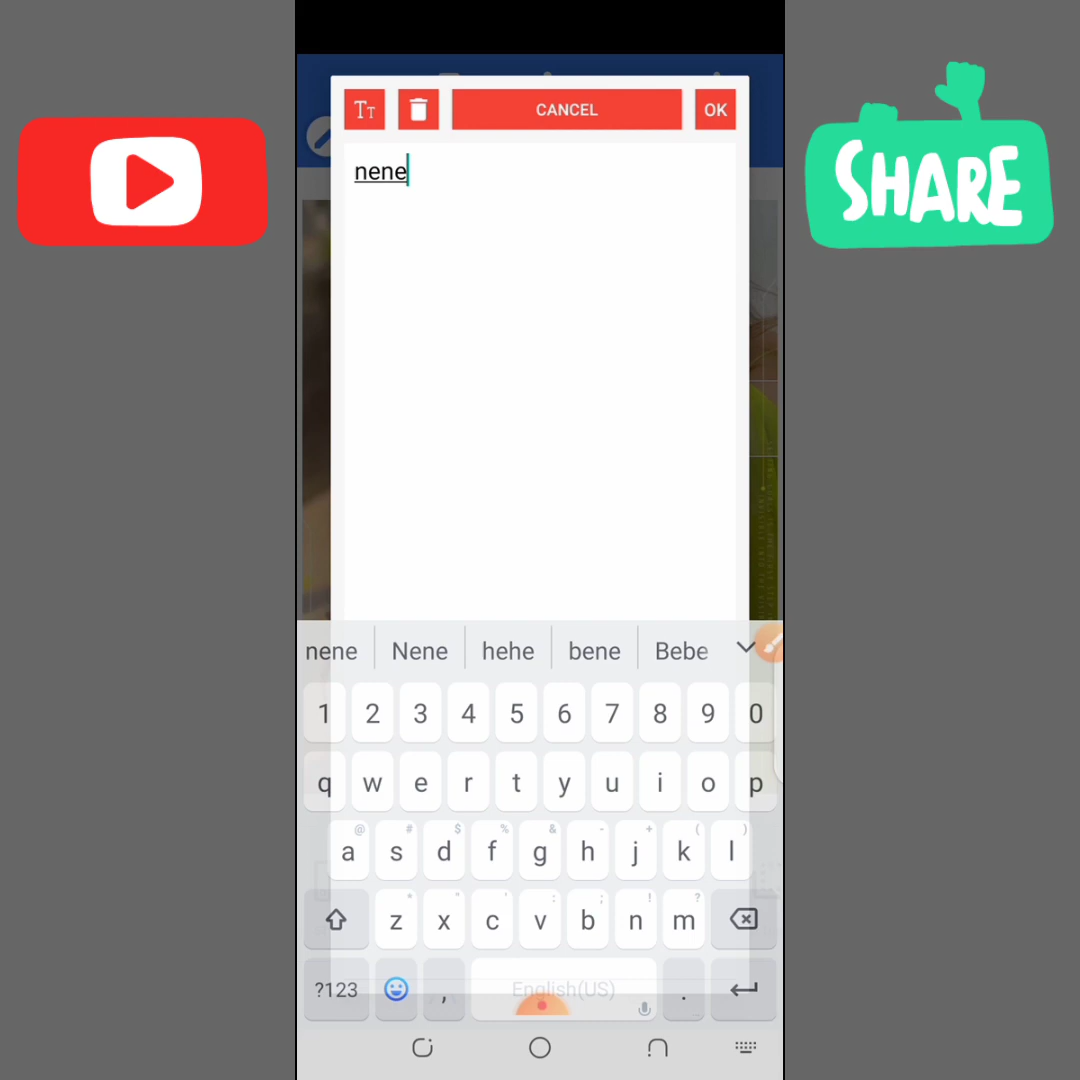 SHARE
Tт CANCEL OK
nene
nene Nene hehe bene Bebe
1 2 3 4 5 6 7 8 9 0
q w e r t y u i o p
@ # $ % & - + ( )
a s d f g h j k l
* " ' : ; ! ?
z x c v b n m
?123 , English(US) .